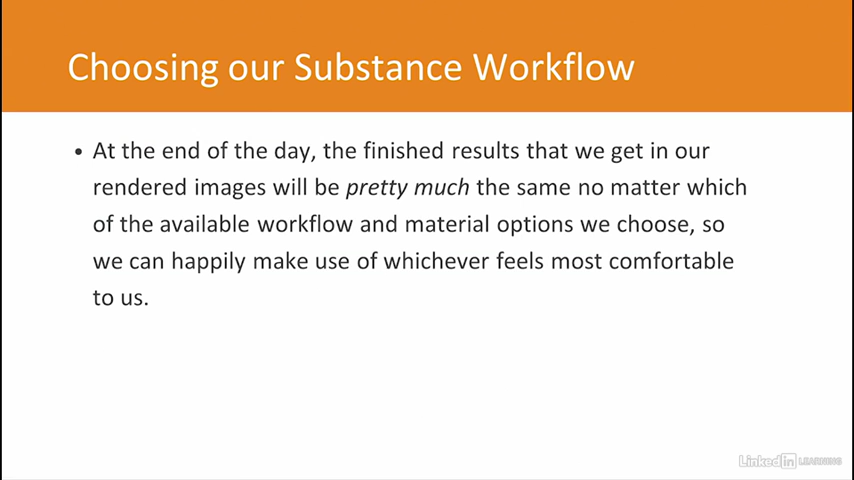 Choosing our Substance Workflow
• At the end of the day, the finished results that we get in our
rendered images will be pretty much the same no matter which
of the available workflow and material options we choose, so
we can happily make use of whichever feels most comfortable
to us.
Linked in LEARNING